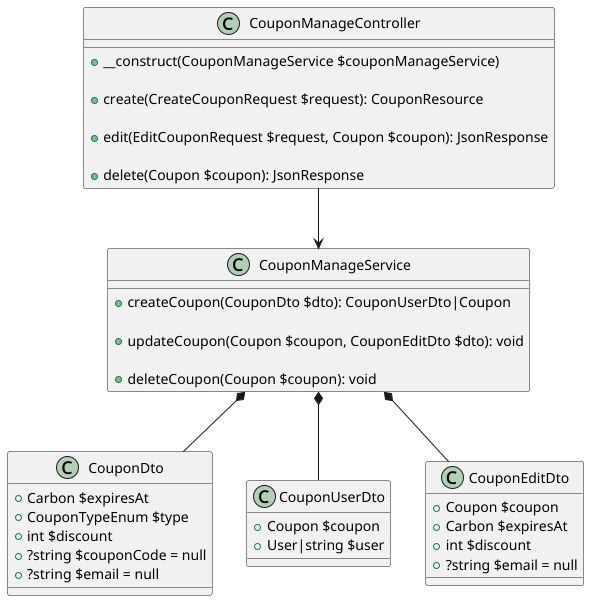 C CouponManageController
__construct(CouponManageService $couponManageService)
create(CreateCouponRequest $request): CouponResource
edit(EditCouponRequest $request, Coupon $coupon): JsonResponse
delete(Coupon $coupon): JsonResponse
C CouponManageService
createCoupon(CouponDto $dto): CouponUserDto|Coupon
updateCoupon(Coupon $coupon, CouponEditDto $dto): void
deleteCoupon(Coupon $coupon): void
C CouponDto
Carbon $expiresAt
CouponTypeEnum $type
int $discount
?string $couponCode = null
?string $email = null
C CouponUserDto
Coupon $coupon
User|string $user
C CouponEditDto
Coupon $coupon
Carbon $expiresAt
int $discount
?string $email = null